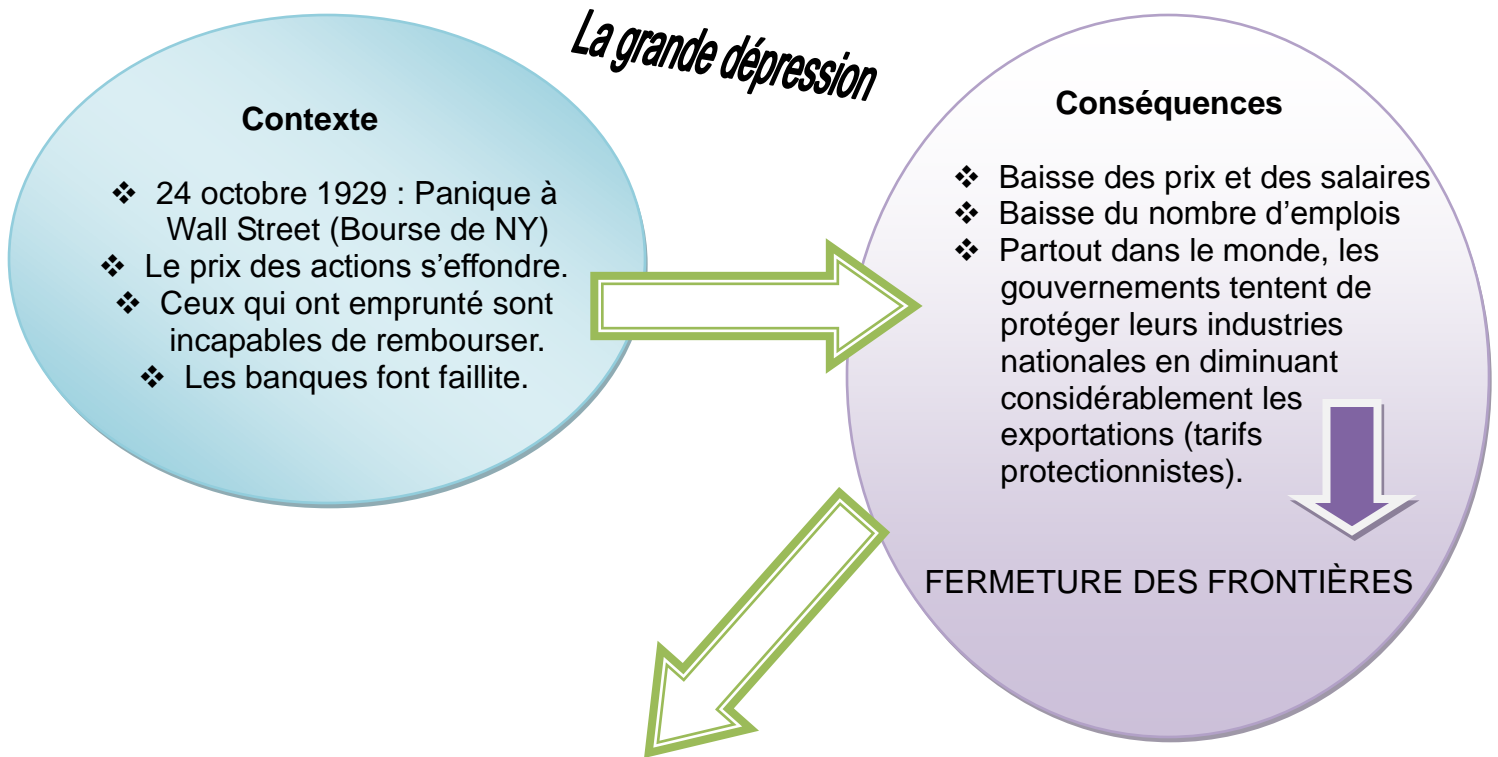 La grande dépression
Contexte
❖ 24 octobre 1929 : Panique à
Wall Street (Bourse de NY)
❖ Le prix des actions s’effondre.
❖ Ceux qui ont emprunté sont
incapables de rembourser.
❖ Les banques font faillite.
Conséquences
❖ Baisse des prix et des salaires
❖ Baisse du nombre d’emplois
❖ Partout dans le monde, les
gouvernements tentent de
protéger leurs industries
nationales en diminuant
considérablement les
exportations (tarifs
protectionnistes).
FERMETURE DES FRONTIÈRES